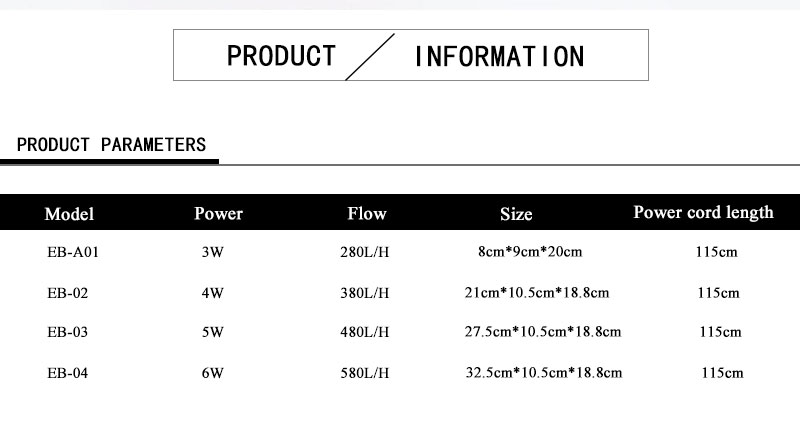 PRODUCT / INFORMATION
PRODUCT PARAMETERS
Model Power Flow Size Power cord length
EB-A01 3W 280L/H 8cm*9cm*20cm 115cm
EB-02 4W 380L/H 21cm*10.5cm*18.8cm 115cm
EB-03 5W 480L/H 27.5cm*10.5cm*18.8cm 115cm
EB-04 6W 580L/H 32.5cm*10.5cm*18.8cm 115cm